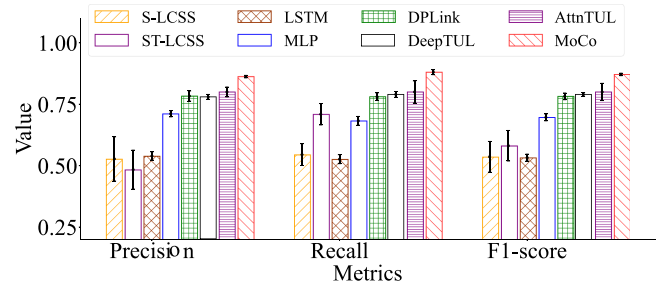 S-LCSS LSTM DPLink AttnTUL
ST-LCSS MLP DeepTUL MoCo
1.00
0.75
0.50
0.25
Value
Precision Recall F1-score
Metrics